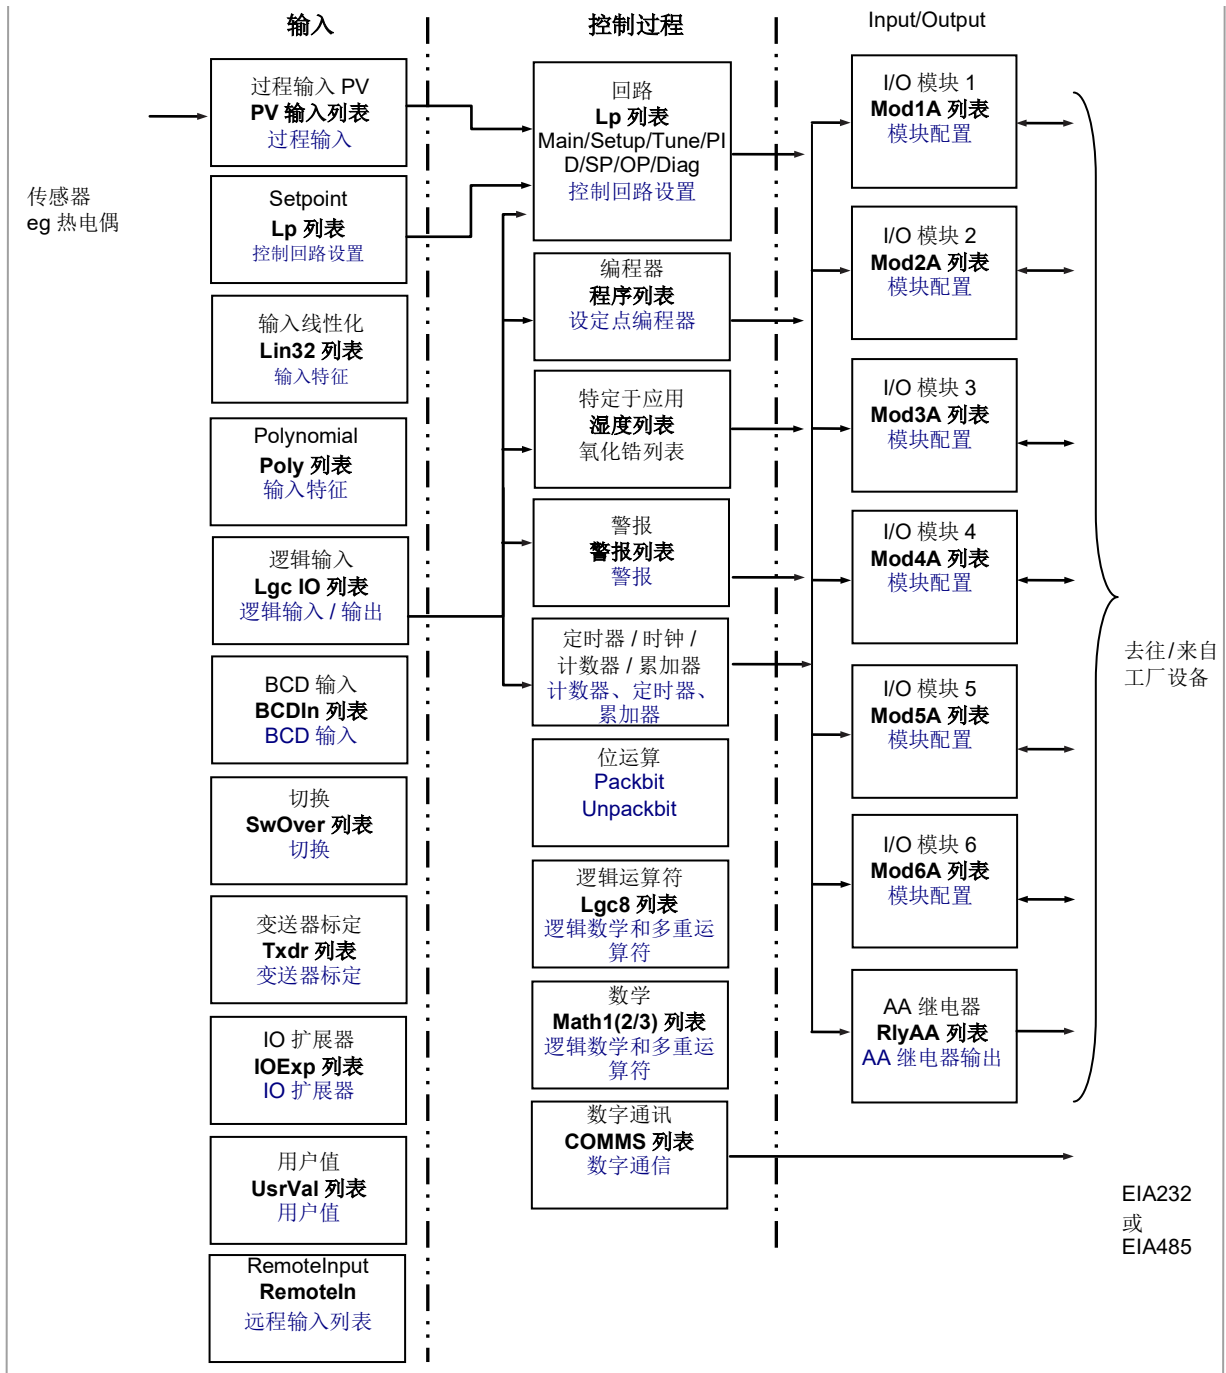 输入
控制过程
Input/Output
传感器
eg 热电偶
过程输入 PV
PV 输入列表
过程输入
Setpoint
Lp 列表
控制回路设置
输入线性化
Lin32 列表
输入特征
Polynomial
Poly 列表
输入特征
逻辑输入
Lgc IO 列表
逻辑输入 / 输出
BCD 输入
BCDIn 列表
BCD 输入
切换
SwOver 列表
切换
变送器标定
Txdr 列表
变送器标定
IO 扩展器
IOExp 列表
IO 扩展器
用户值
UsrVal 列表
用户值
RemoteInput
RemoteIn
远程输入列表
回路
Lp 列表
Main/Setup/Tune/PI
D/SP/OP/Diag
控制回路设置
编程器
程序列表
设定点编程器
特定于应用
湿度列表
氧化锆列表
警报
警报列表
警报
定时器 / 时钟 /
计数器 / 累加器
计数器、定时器、
累加器
位运算
Packbit
Unpackbit
逻辑运算符
Lgc8 列表
逻辑数学和多重运
算符
数学
Math1(2/3) 列表
逻辑数学和多重运
算符
数字通讯
COMMS 列表
数字通信
I/O 模块 1
Mod1A 列表
模块配置
I/O 模块 2
Mod2A 列表
模块配置
I/O 模块 3
Mod3A 列表
模块配置
I/O 模块 4
Mod4A 列表
模块配置
I/O 模块 5
Mod5A 列表
模块配置
I/O 模块 6
Mod6A 列表
模块配置
AA 继电器
RlyAA 列表
AA 继电器输出
去往/来自
工厂设备
EIA232
或
EIA485